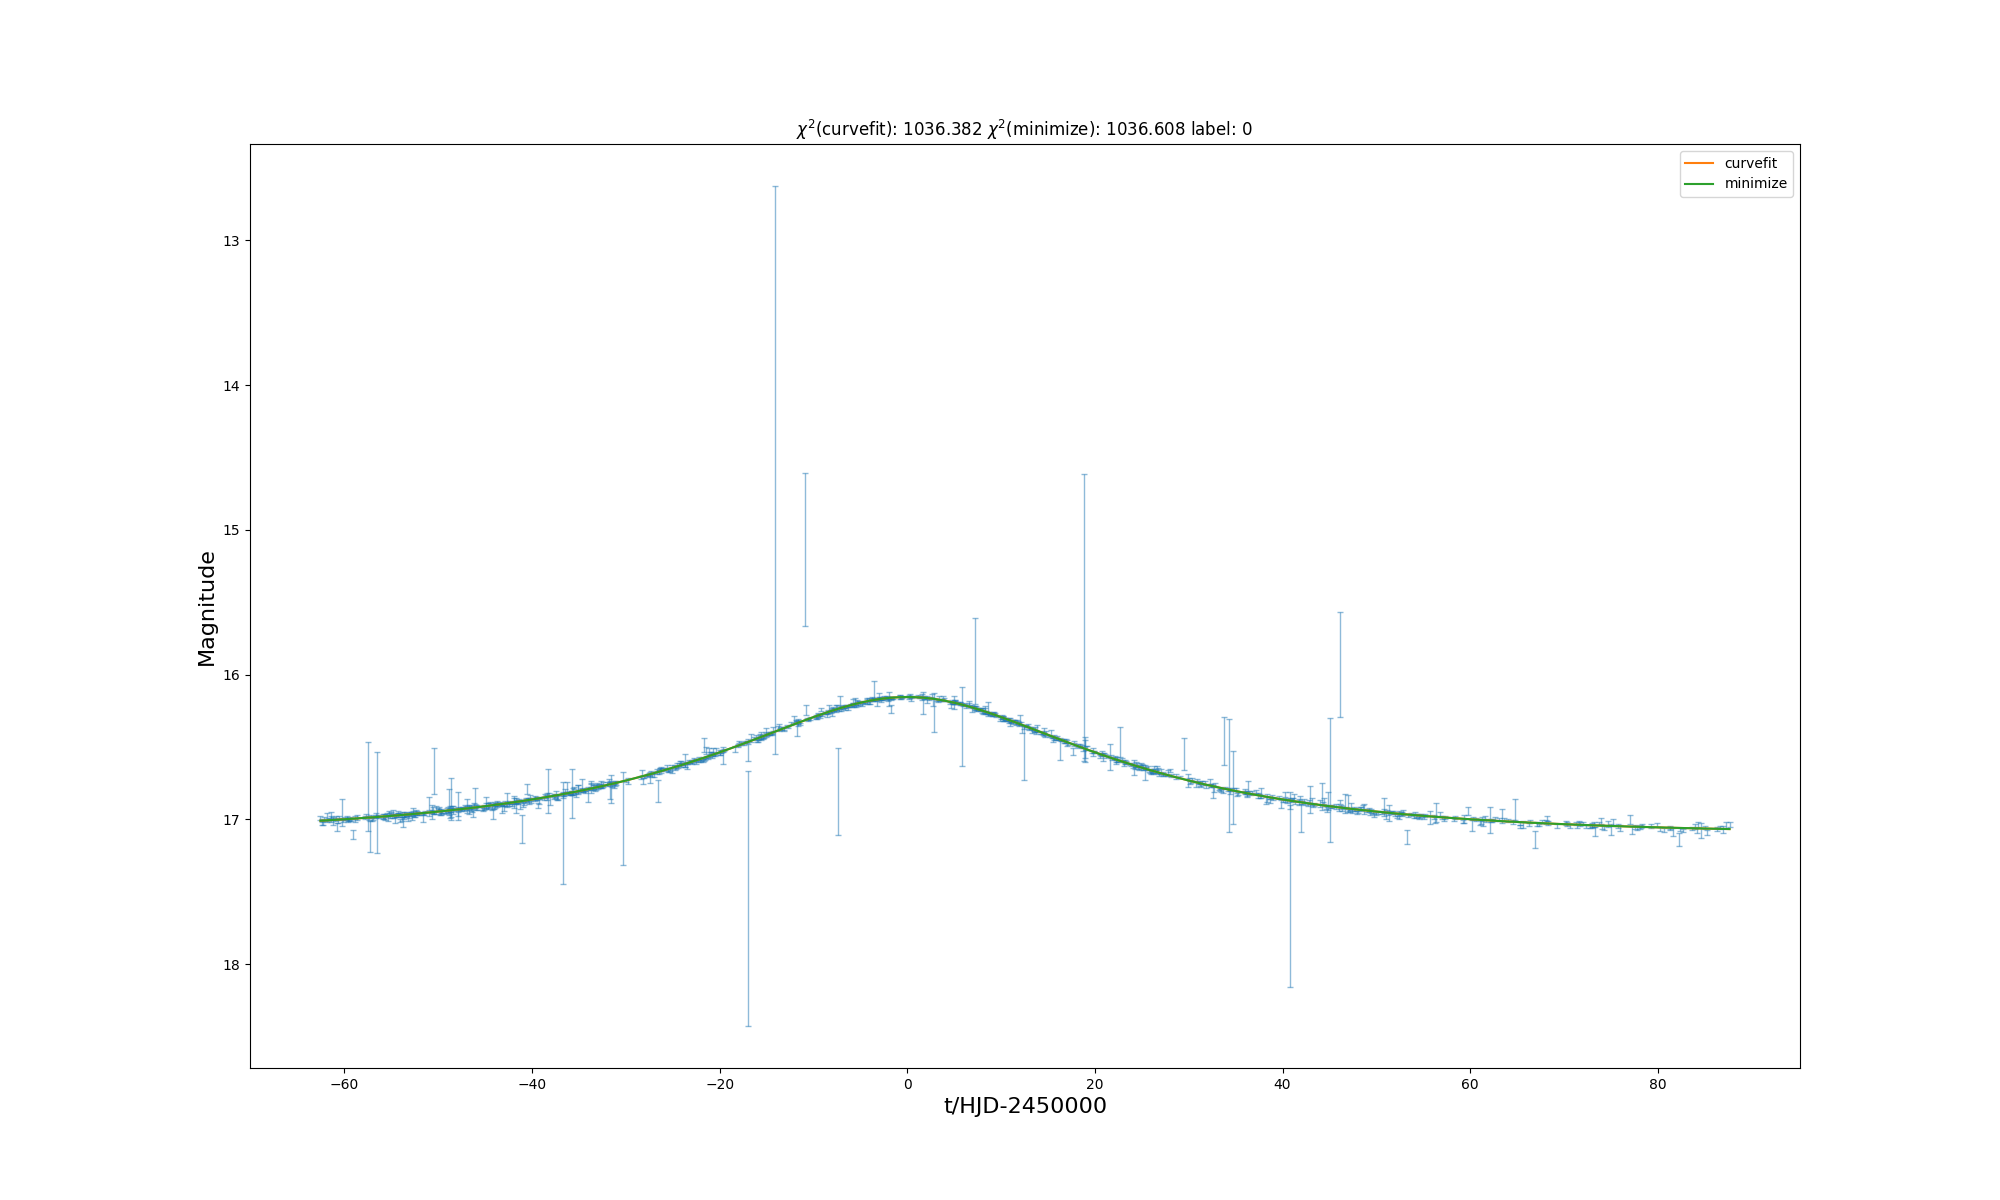 χ²(curvefit): 1036.382 χ²(minimize): 1036.608 label: 0
curvefit
minimize
13
14
15
16
17
18
Magnitude
−60
−40
−20
0
20
40
60
80
t/HJD-2450000